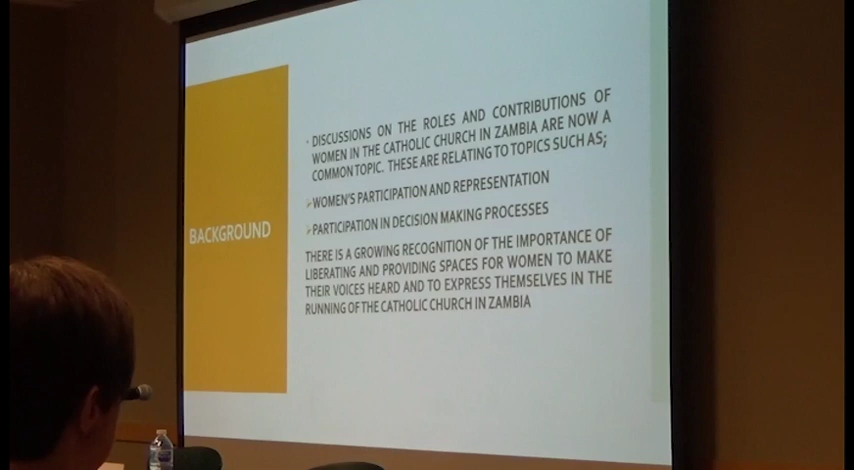 BACKGROUND
DISCUSSIONS ON THE ROLES AND CONTRIBUTIONS OF
WOMEN IN THE CATHOLIC CHURCH IN ZAMBIA ARE NOW A
COMMON TOPIC. THESE ARE RELATING TO TOPICS SUCH AS;
WOMEN'S PARTICIPATION AND REPRESENTATION
PARTICIPATION IN DECISION MAKING PROCESSES
THERE IS A GROWING RECOGNITION OF THE IMPORTANCE OF
LIBERATING AND PROVIDING SPACES FOR WOMEN TO MAKE
THEIR VOICES HEARD AND TO EXPRESS THEMSELVES IN THE
RUNNING OF THE CATHOLIC CHURCH IN ZAMBIA